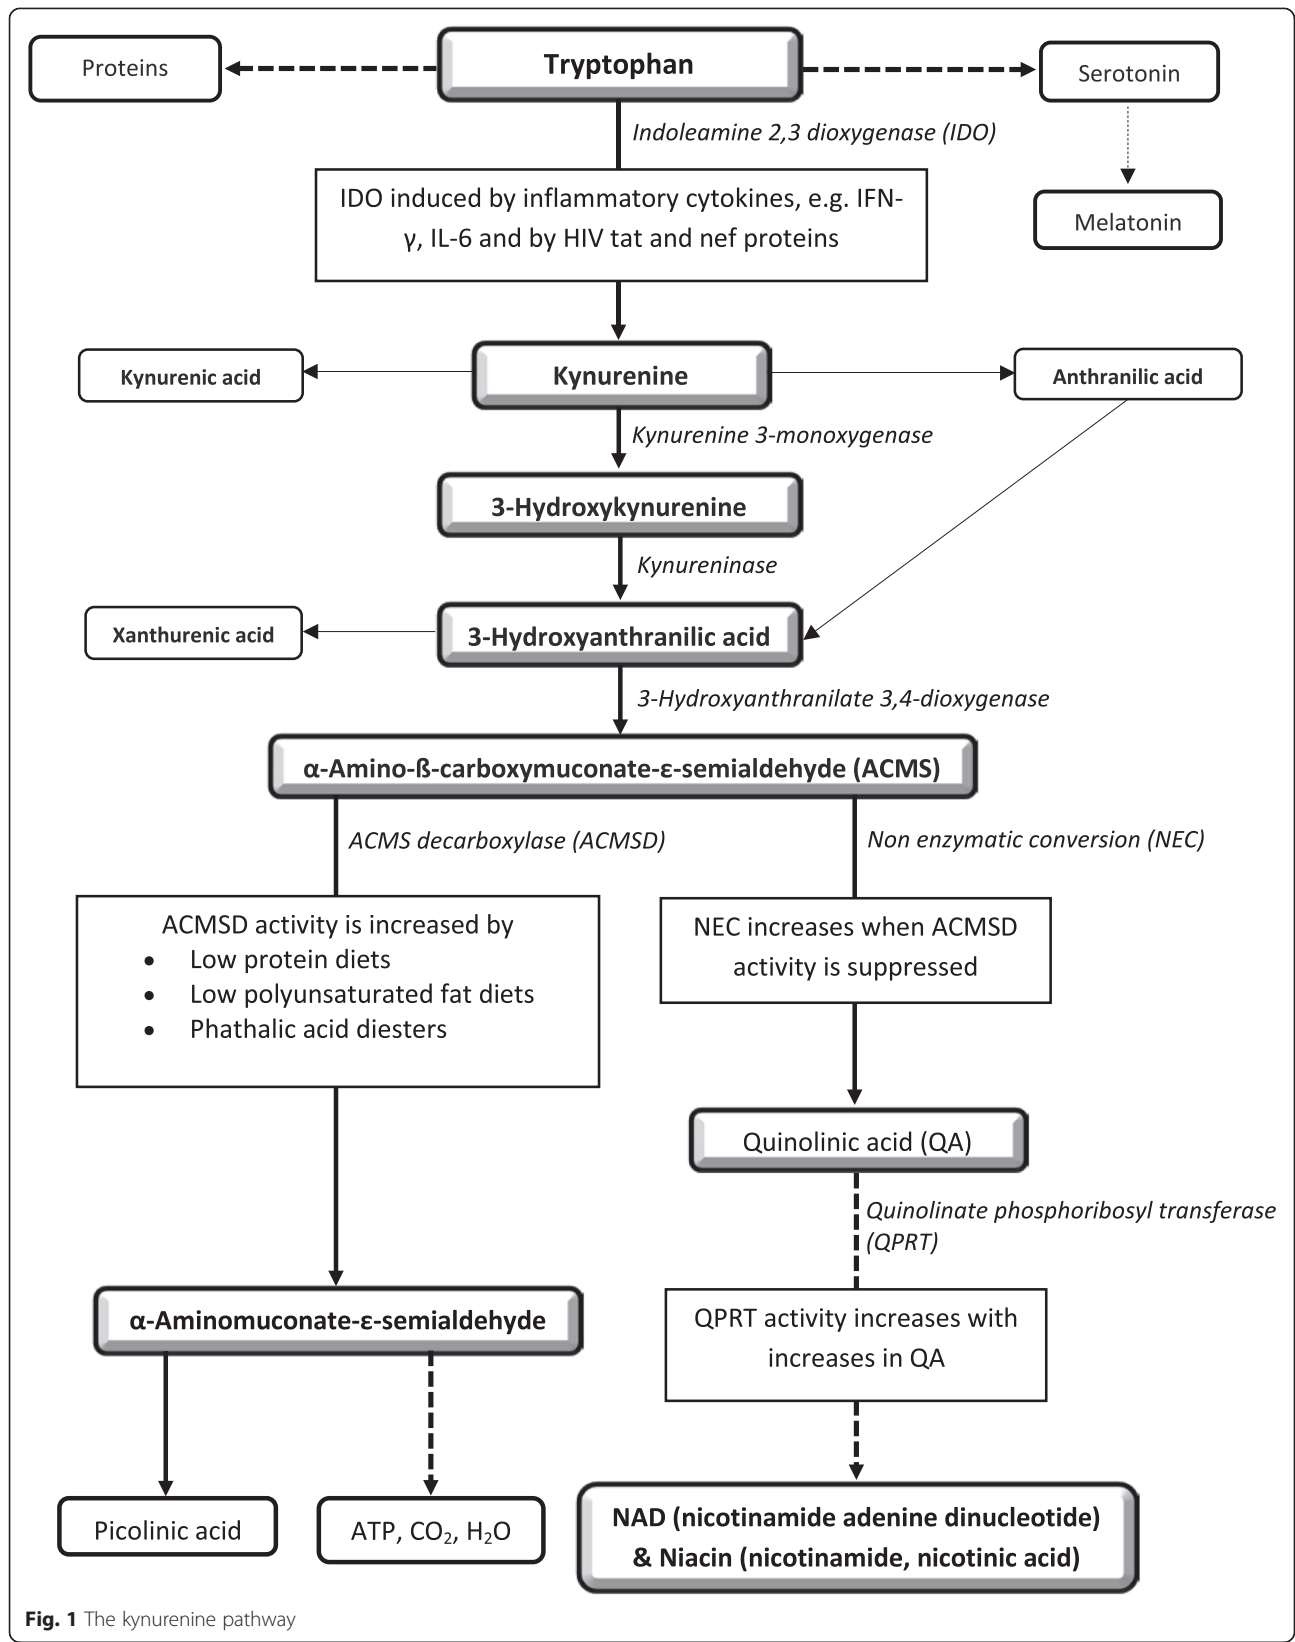 Proteins
Tryptophan
Serotonin
Indoleamine 2,3 dioxygenase (IDO)
IDO induced by inflammatory cytokines, e.g. IFN-
γ, IL-6 and by HIV tat and nef proteins
Melatonin
Kynurenic acid
Kynurenine
Anthranilic acid
Kynurenine 3-monoxygenase
3-Hydroxykynurenine
Kynureninase
Xanthurenic acid
3-Hydroxyanthranilic acid
3-Hydroxyanthranilate 3,4-dioxygenase
α-Amino-ß-carboxymuconate-ε-semialdehyde (ACMS)
ACMS decarboxylase (ACMSD)
Non enzymatic conversion (NEC)
ACMSD activity is increased by
• Low protein diets
• Low polyunsaturated fat diets
• Phathalic acid diesters
NEC increases when ACMSD
activity is suppressed
Quinolinic acid (QA)
Quinolinate phosphoribosyl transferase
(QPRT)
QPRT activity increases with
increases in QA
α-Aminomuconate-ε-semialdehyde
Picolinic acid
ATP, CO₂, H₂O
NAD (nicotinamide adenine dinucleotide)
& Niacin (nicotinamide, nicotinic acid)
Fig. 1 The kynurenine pathway